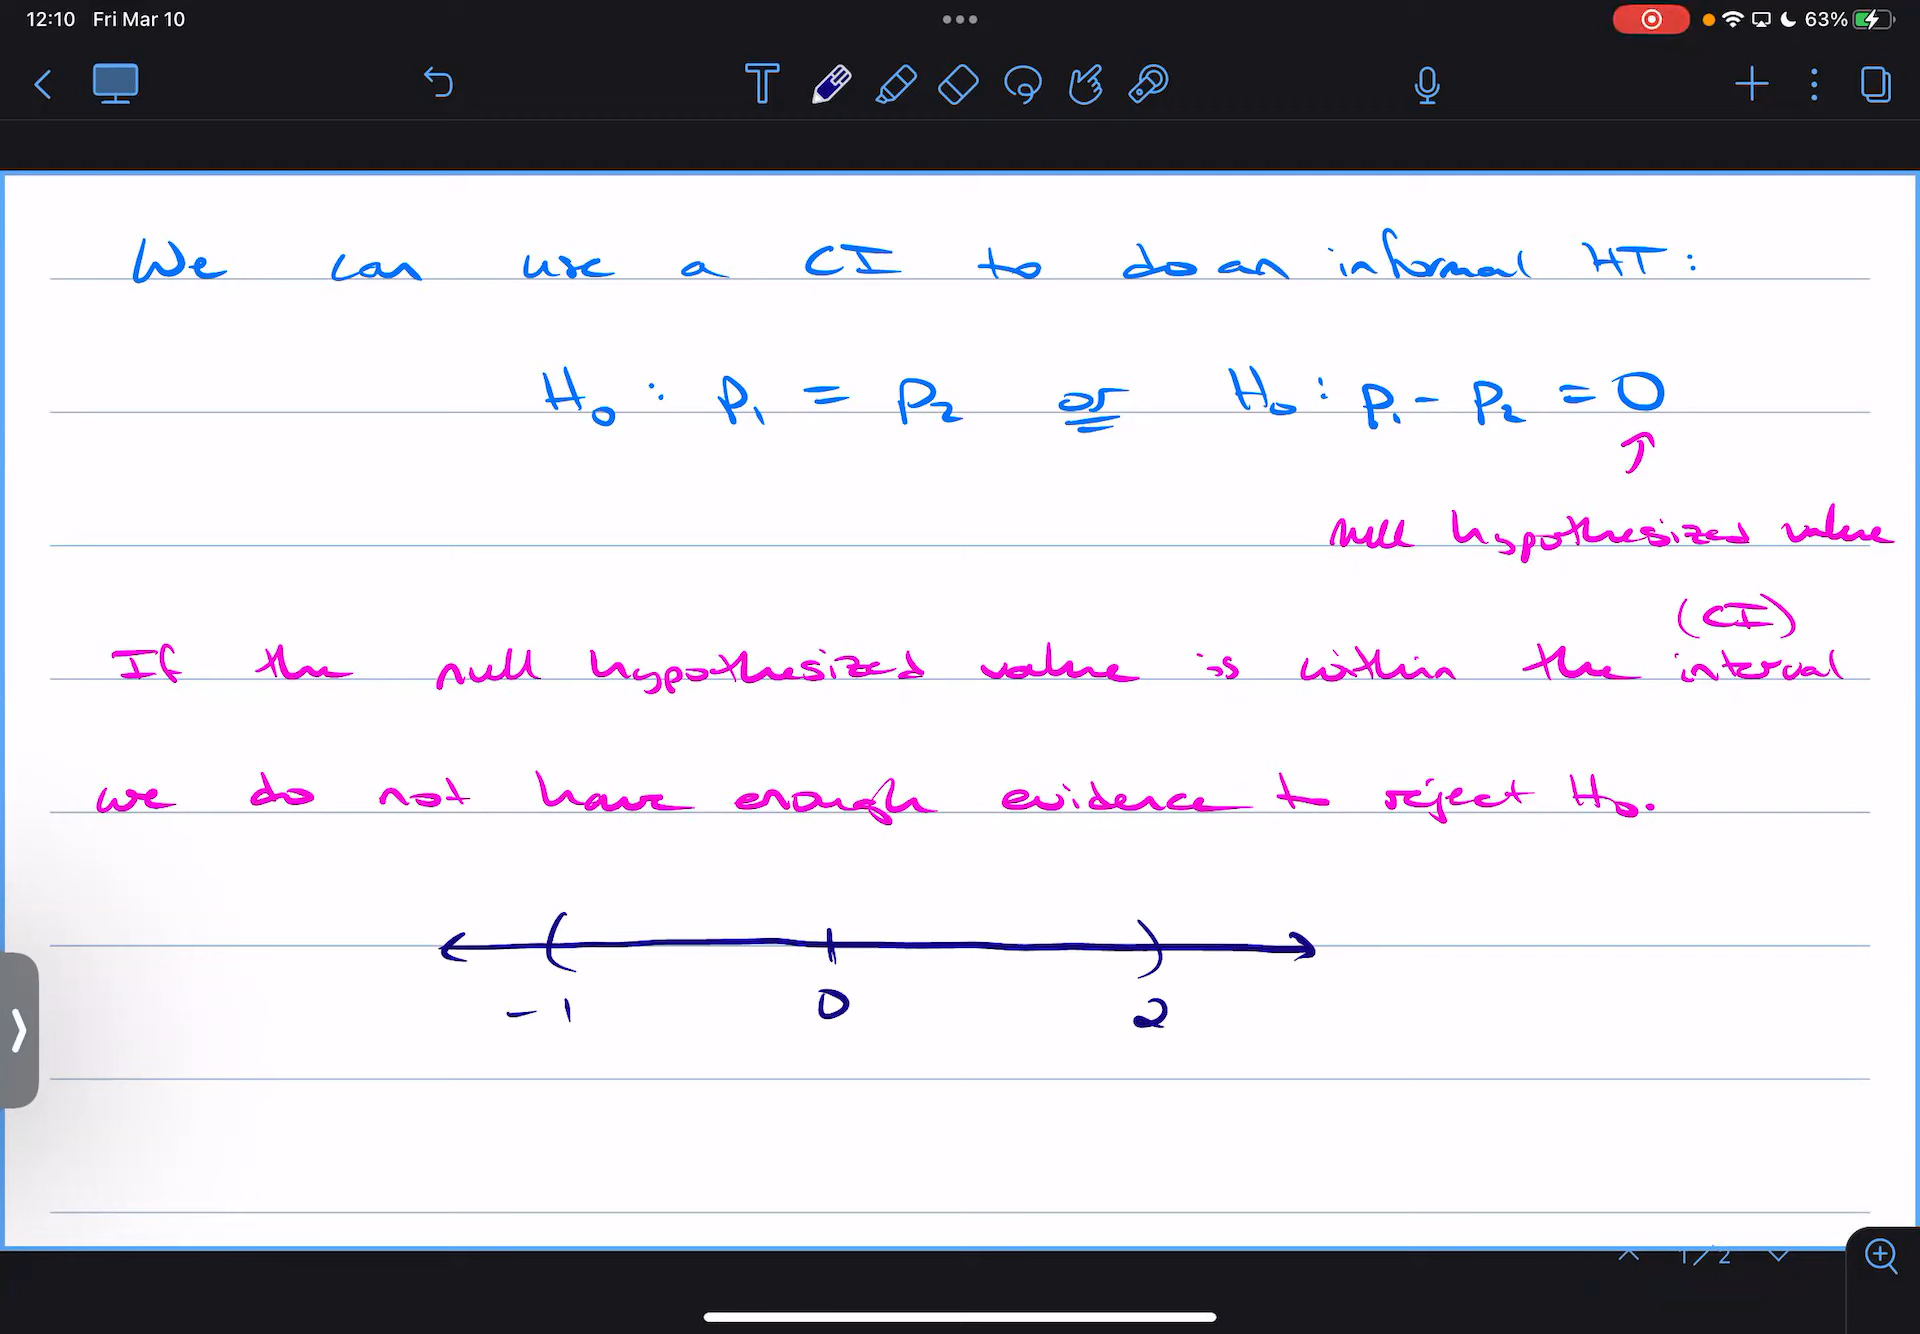 12:10 Fri Mar 10
63%
T
We can use a CI to do an informal HT:
H₀: p₁ = p₂ or H₀: p₁ - p₂ = 0
null hypothesized value
(CI)
If the null hypothesized value is within the interval
we do not have enough evidence to reject H₀.
-1 0 2
1/2